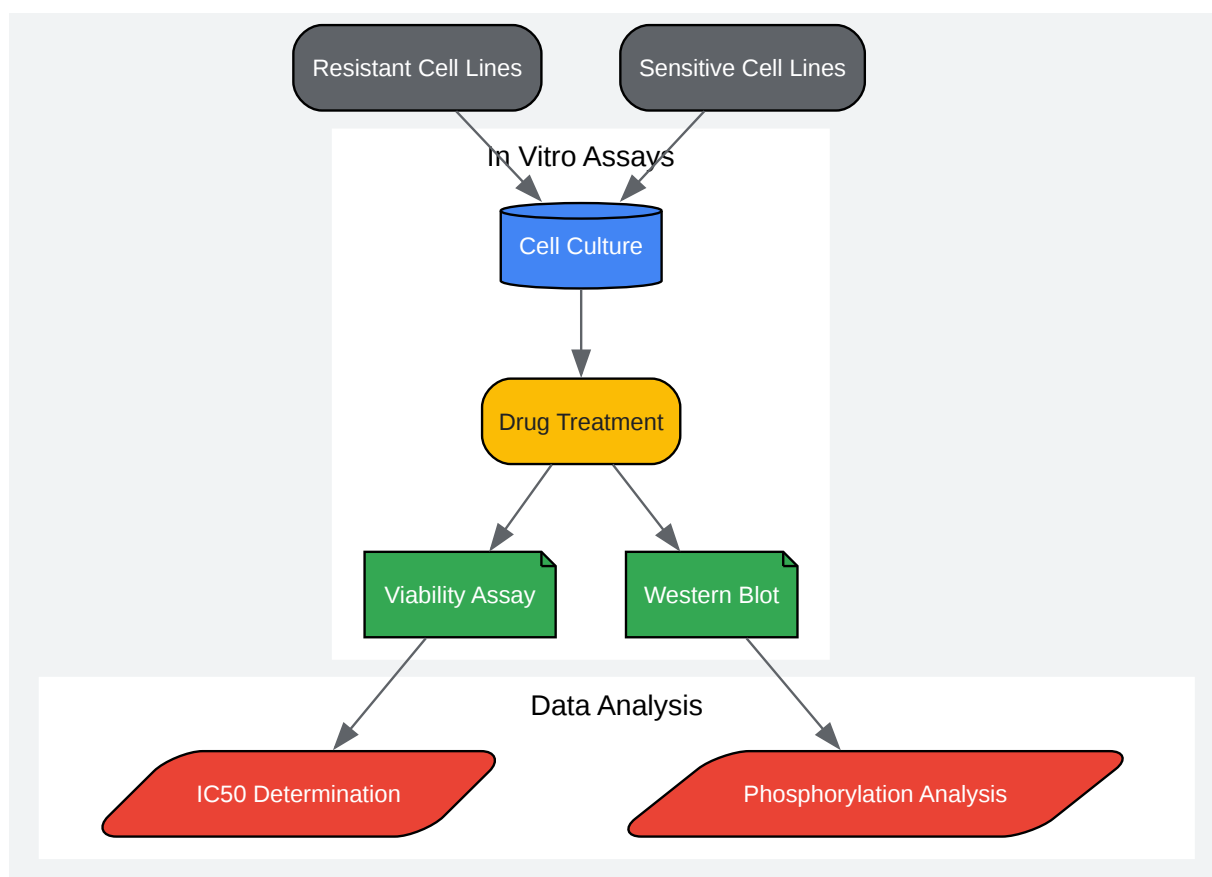 Resistant Cell Lines
Sensitive Cell Lines
In Vitro Assays
Cell Culture
Drug Treatment
Viability Assay
Western Blot
Data Analysis
IC50 Determination
Phosphorylation Analysis